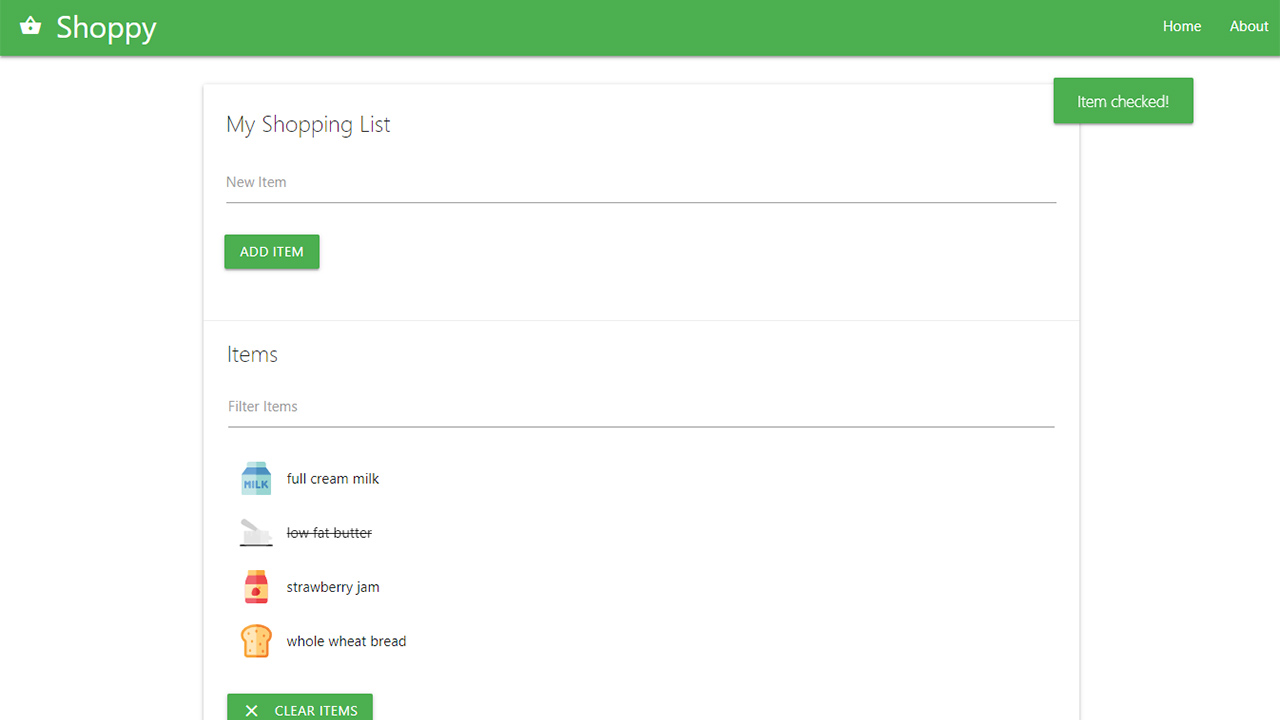 Shoppy
Home
About
Item checked!
My Shopping List
New Item
ADD ITEM
Items
Filter Items
MILK
full cream milk
low fat butter
strawberry jam
whole wheat bread
CLEAR ITEMS